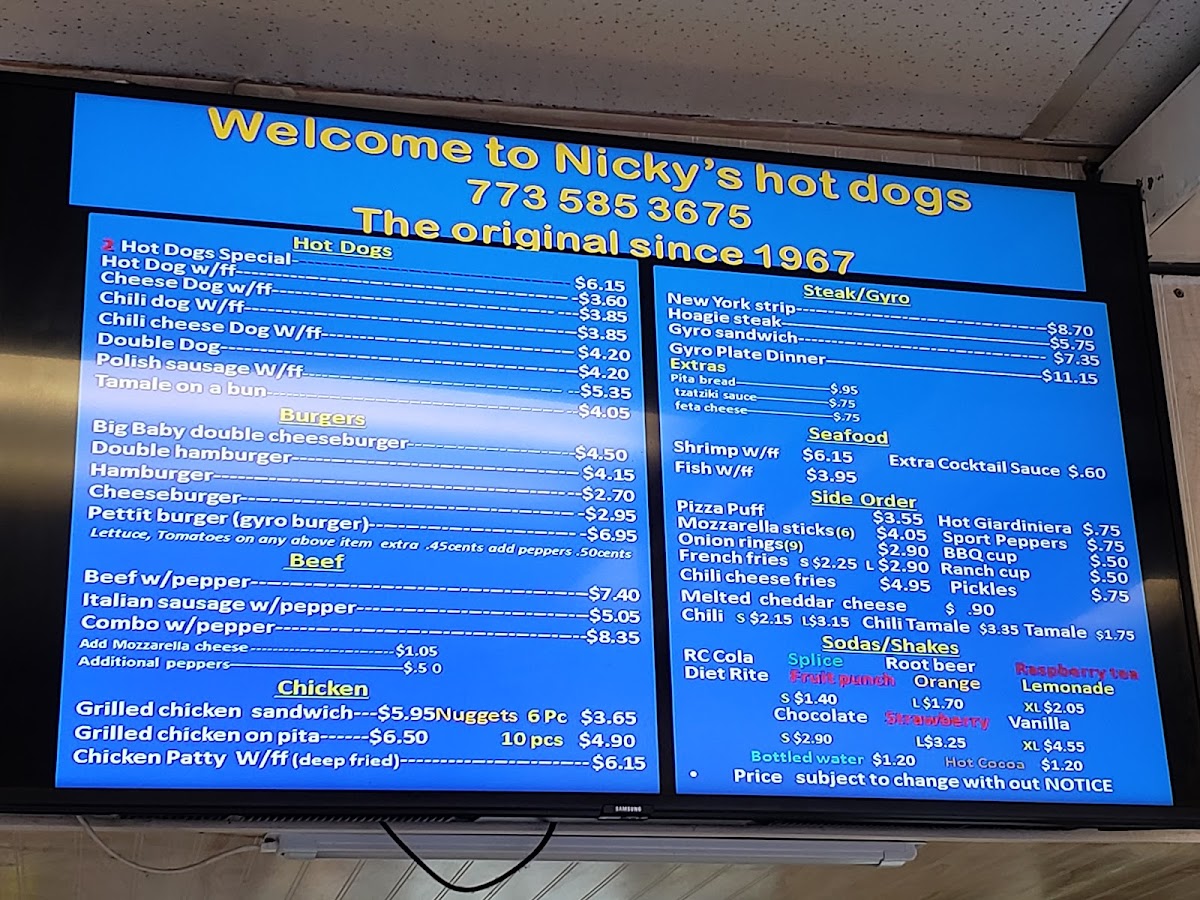 Welcome to Nicky's hot dogs
773 585 3675
The original since 1967
Hot Dogs
2 Hot Dogs Special $6.15
Hot Dog w/ff $3.60
Cheese Dog w/ff $3.85
Chili dog W/ff $3.85
Chili cheese Dog W/ff $4.20
Double Dog $4.20
Polish sausage W/ff $5.35
Tamale on a bun $4.05
Burgers
Big Baby double cheeseburger $4.50
Double hamburger $4.15
Hamburger $2.70
Cheeseburger $2.95
Pettit burger (gyro burger) $6.95
Lettuce, Tomatoes on any above item extra .45cents add peppers .50cents
Beef
Beef w/pepper $7.40
Italian sausage w/pepper $5.05
Combo w/pepper $8.35
Add Mozzarella cheese $1.05
Additional peppers $.5 0
Chicken
Grilled chicken sandwich---$5.95 Nuggets 6 Pc $3.65
Grilled chicken on pita------$6.50 10 pcs $4.90
Chicken Patty W/ff (deep fried) $6.15
Steak/Gyro
New York strip $8.70
Hoagie steak $5.75
Gyro sandwich $7.35
Gyro Plate Dinner $11.15
Extras
Pita bread $.95
tzatziki sauce $.75
feta cheese $.75
Seafood
Shrimp w/ff $6.15 Extra Cocktail Sauce $.60
Fish w/ff $3.95
Side Order
Pizza Puff $3.55 Hot Giardiniera $.75
Mozzarella sticks(6) $4.05 Sport Peppers $.75
Onion rings(9) $2.90 BBQ cup $.50
French fries S $2.25 L $2.90 Ranch cup $.50
Chili cheese fries $4.95 Pickles $.75
Melted cheddar cheese $ .90
Chili S $2.15 L$3.15 Chili Tamale $3.35 Tamale $1.75
Sodas/Shakes
RC Cola Splice Root beer Raspberry tea
Diet Rite Fruit punch Orange Lemonade
S $1.40 L $1.70 XL $2.05
Chocolate Strawberry Vanilla
S $2.90 L$3.25 XL $4.55
Bottled water $1.20 Hot Cocoa $1.20
• Price subject to change with out NOTICE
SAMSUNG